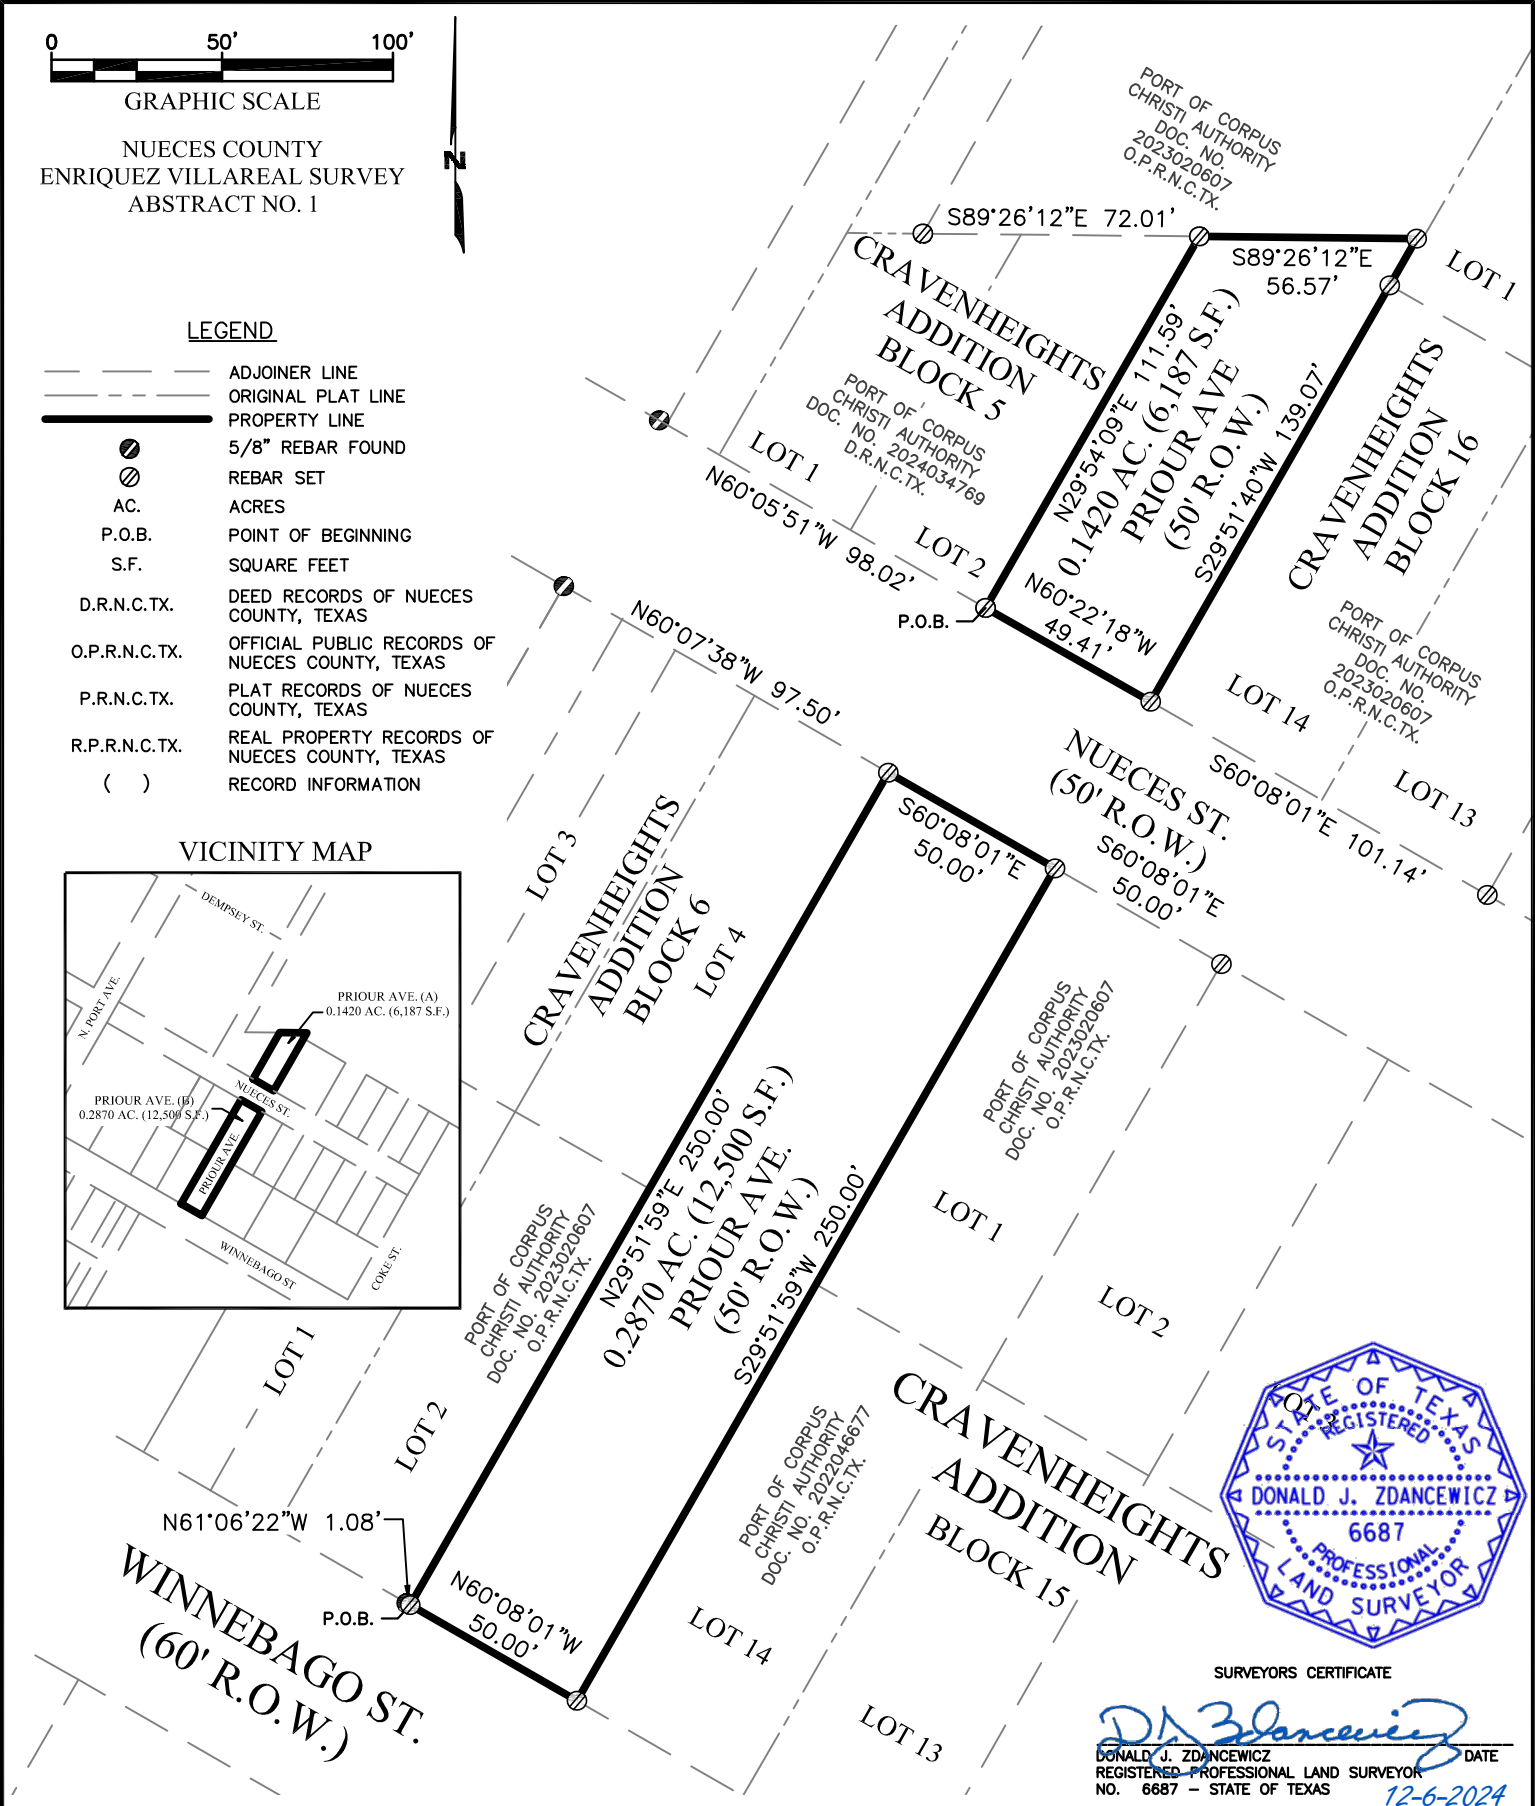 0 50' 100'
GRAPHIC SCALE
NUECES COUNTY
ENRIQUEZ VILLAREAL SURVEY
ABSTRACT NO. 1
N
LEGEND
ADJOINER LINE
ORIGINAL PLAT LINE
PROPERTY LINE
5/8" REBAR FOUND
REBAR SET
AC. ACRES
P.O.B. POINT OF BEGINNING
S.F. SQUARE FEET
D.R.N.C.TX. DEED RECORDS OF NUECES
COUNTY, TEXAS
O.P.R.N.C.TX. OFFICIAL PUBLIC RECORDS OF
NUECES COUNTY, TEXAS
P.R.N.C.TX. PLAT RECORDS OF NUECES
COUNTY, TEXAS
R.P.R.N.C.TX. REAL PROPERTY RECORDS OF
NUECES COUNTY, TEXAS
( ) RECORD INFORMATION
VICINITY MAP
DEMPSEY ST.
N. PORT AVE.
PRIOUR AVE. (A)
0.1420 AC. (6,187 S.F.)
NUECES ST.
PRIOUR AVE. (B)
0.2870 AC. (12,500 S.F.)
PRIOUR AVE.
WINNEBAGO ST
COKE ST.
PORT OF CORPUS
CHRISTI AUTHORITY
DOC. NO.
2023020607
O.P.R.N.C.TX.
S89°26'12"E 72.01'
S89°26'12"E
56.57'
LOT 1
CRAVENHEIGHTS
ADDITION
BLOCK 5
PORT OF CORPUS
CHRISTI AUTHORITY
DOC. NO. 2024034769
D.R.N.C.TX.
LOT 1
LOT 2
N60°05'51"W 98.02'
N29°54'09"E 111.59'
0.1420 AC. (6,187 S.F.)
PRIOUR AVE
(50' R.O.W.)
S29°51'40"W 139.07'
N60°22'18"W
49.41'
P.O.B.
CRAVENHEIGHTS
ADDITION
BLOCK 16
PORT OF CORPUS
CHRISTI AUTHORITY
DOC. NO.
2023020607
O.P.R.N.C.TX.
LOT 14
LOT 13
S60°08'01"E 101.14'
NUECES ST.
(50' R.O.W.)
S60°08'01"E
50.00'
N60°07'38"W 97.50'
S60°08'01"E
50.00'
LOT 3
CRAVENHEIGHTS
ADDITION
BLOCK 6
LOT 4
PORT OF CORPUS
CHRISTI AUTHORITY
DOC. NO. 2023020607
O.P.R.N.C.TX.
N29°51'59"E 250.00'
0.2870 AC. (12,500 S.F.)
PRIOUR AVE.
(50' R.O.W.)
S29°51'59"W 250.00'
LOT 1
LOT 2
PORT OF CORPUS
CHRISTI AUTHORITY
DOC. NO. 2023020607
O.P.R.N.C.TX.
LOT 1
LOT 2
LOT 3
CRAVENHEIGHTS
ADDITION
BLOCK 15
PORT OF CORPUS
CHRISTI AUTHORITY
DOC. NO. 2022046677
O.P.R.N.C.TX.
LOT 14
LOT 13
N61°06'22"W 1.08'
P.O.B.
N60°08'01"W
50.00'
WINNEBAGO ST.
(60' R.O.W.)
STATE OF TEXAS
REGISTERED
DONALD J. ZDANCEWICZ
6687
PROFESSIONAL
LAND SURVEYOR
SURVEYORS CERTIFICATE
DJ Zdancewicz
DONALD J. ZDANCEWICZ DATE
REGISTERED PROFESSIONAL LAND SURVEYOR
NO. 6687 – STATE OF TEXAS 12-6-2024